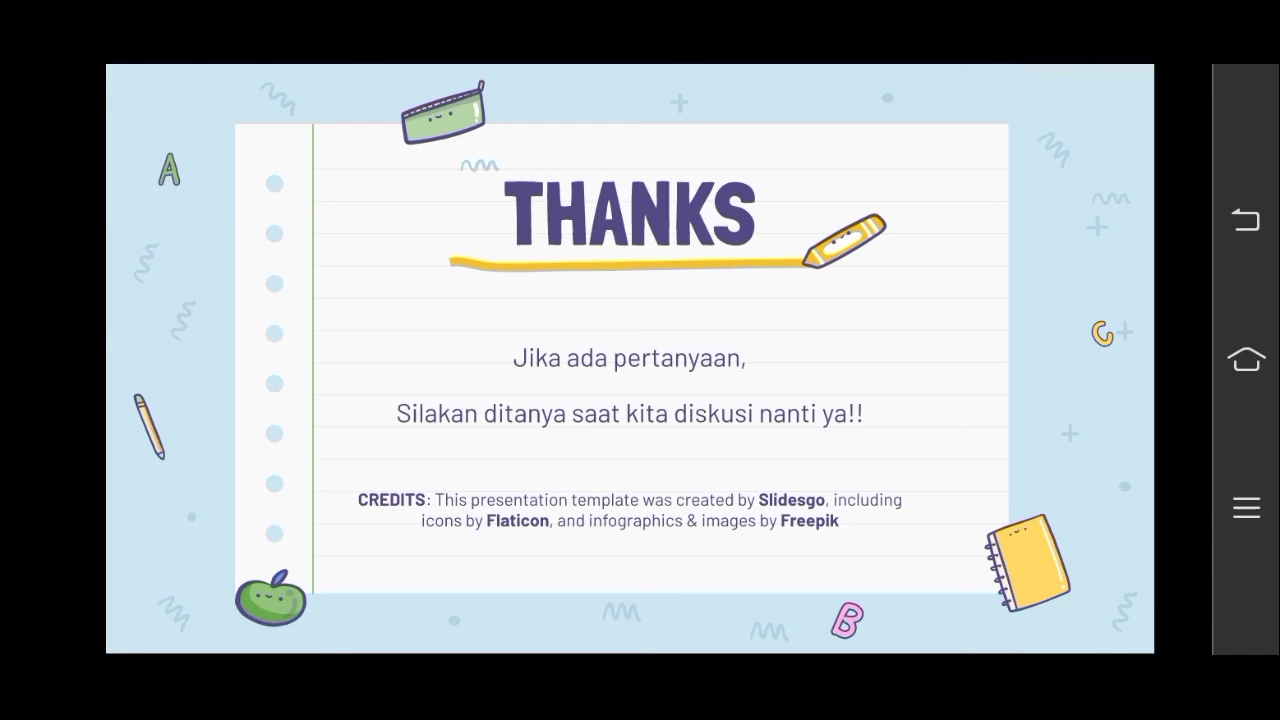 A
THANKS
C
Jika ada pertanyaan,
Silakan ditanya saat kita diskusi nanti ya!!
CREDITS: This presentation template was created by Slidesgo, including
icons by Flaticon, and infographics & images by Freepik
B